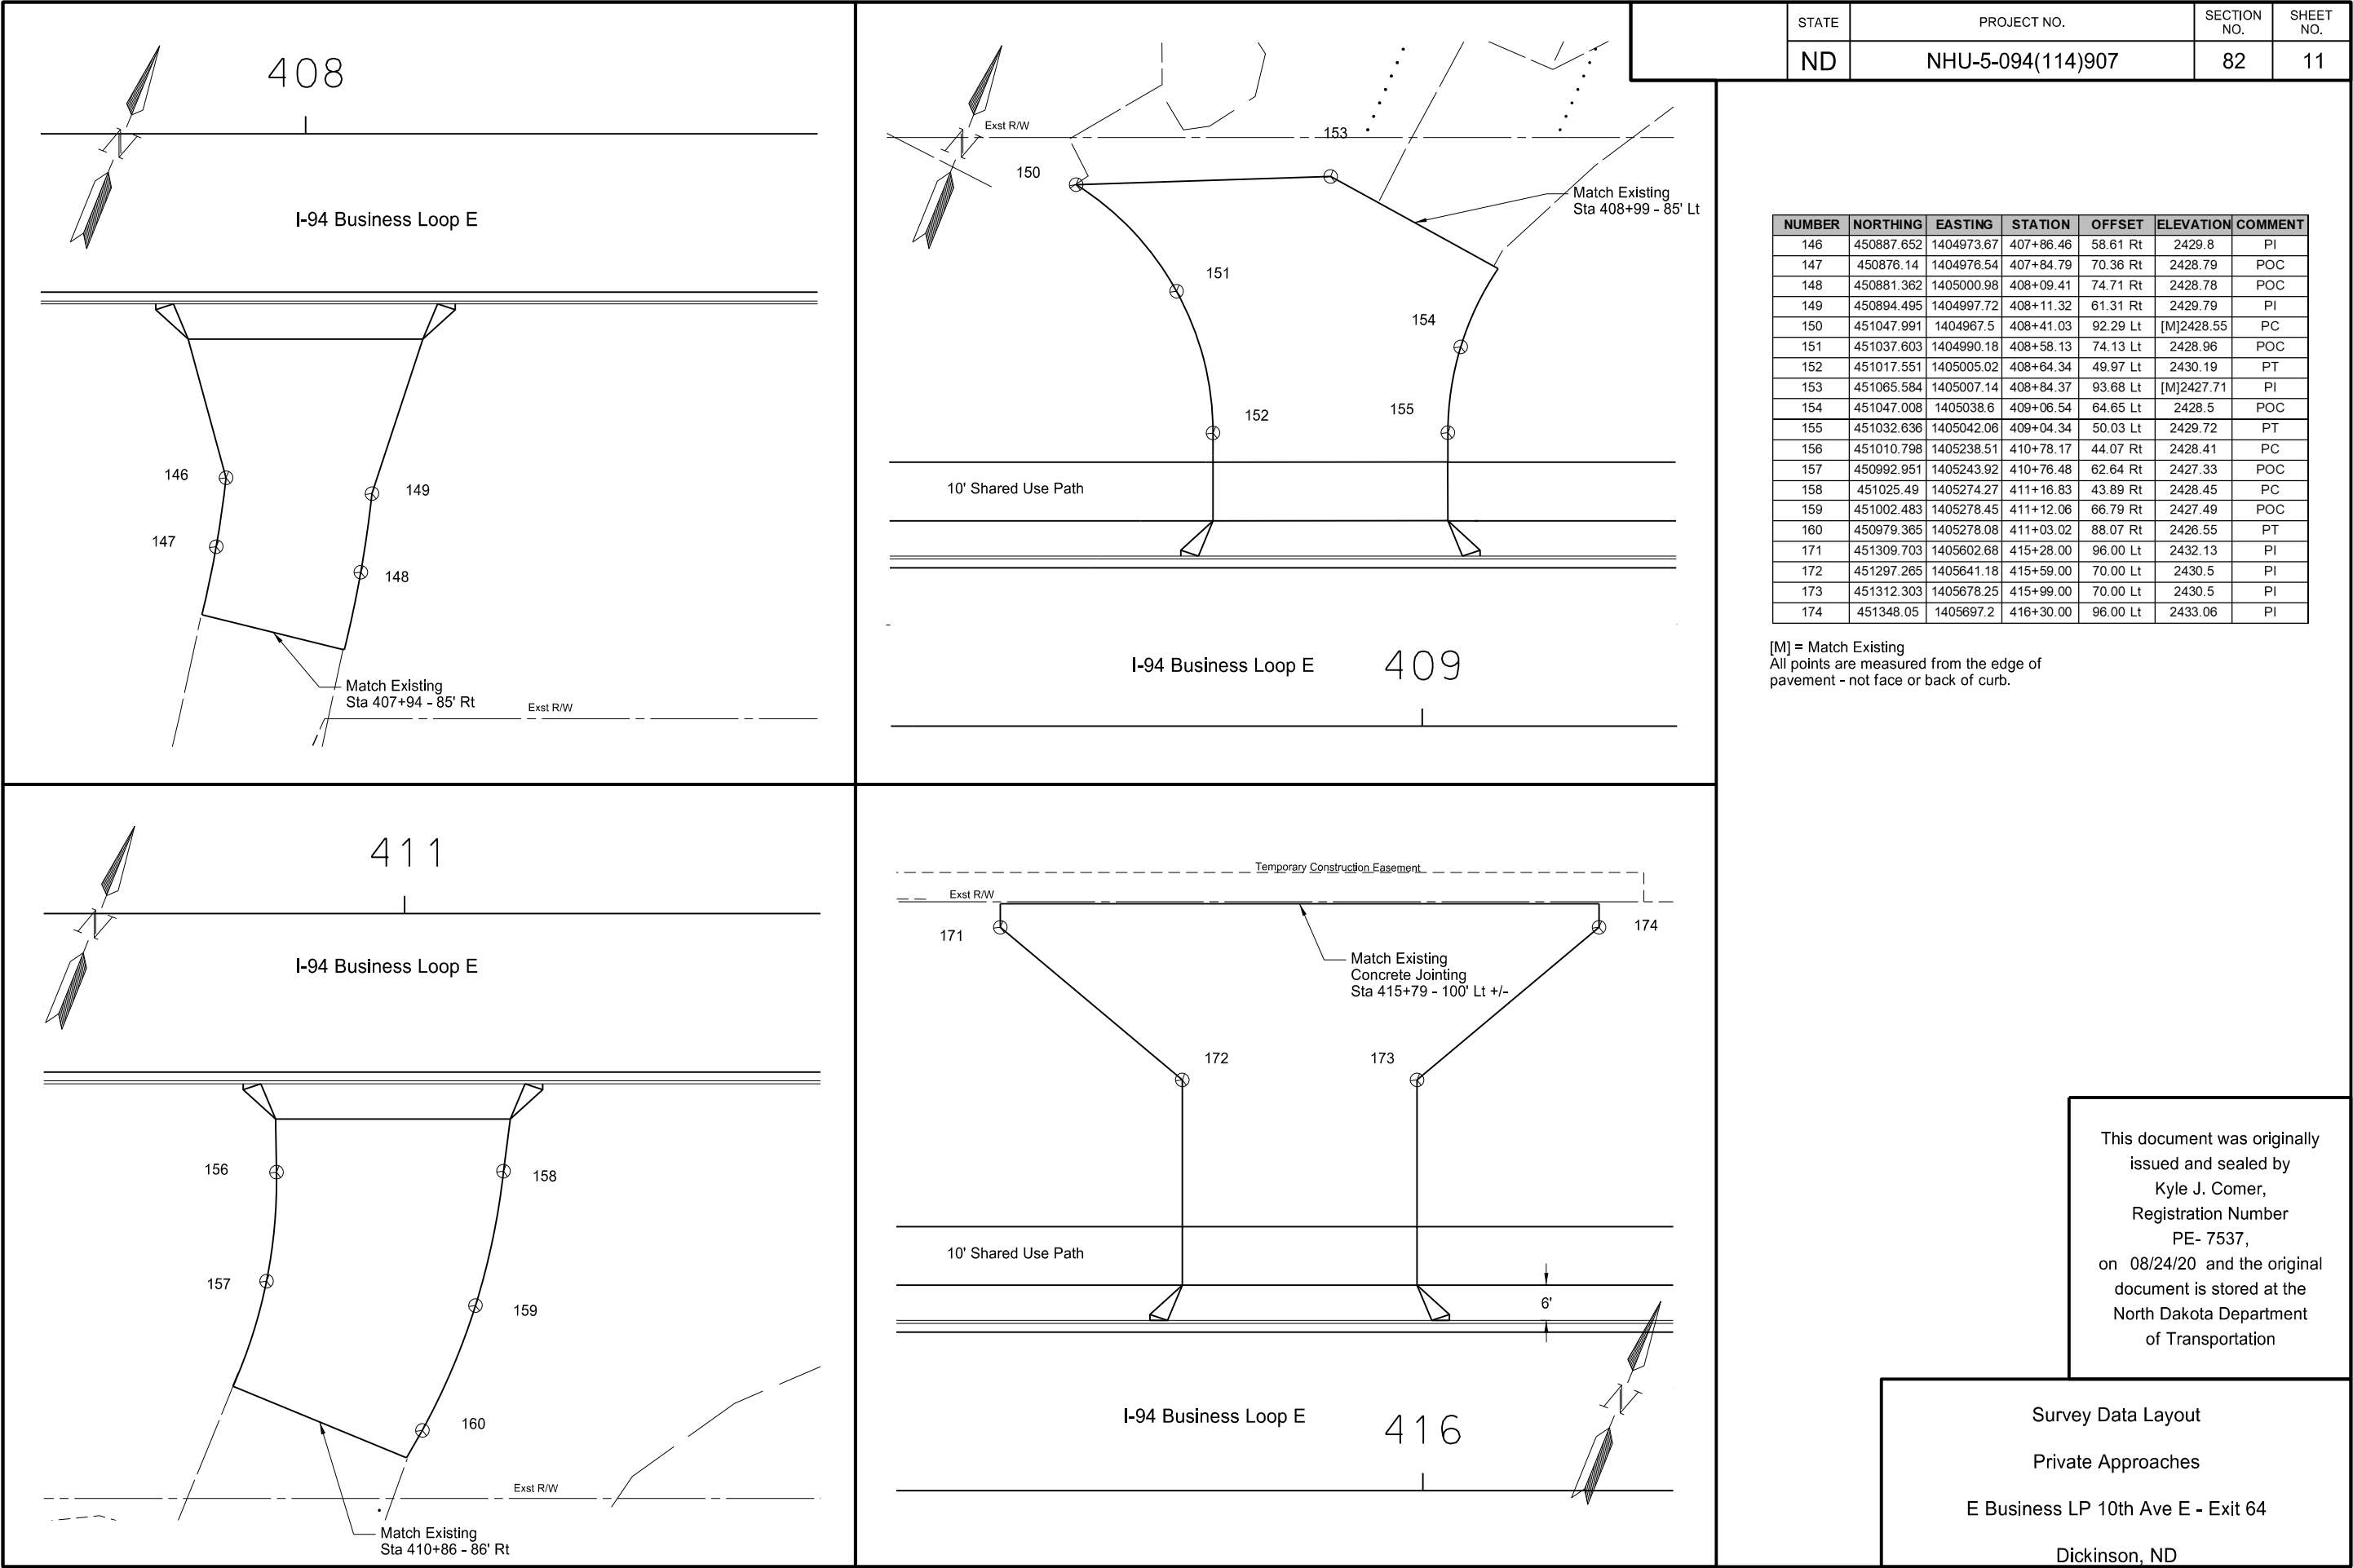 STATE PROJECT NO. SECTION NO. SHEET NO.
ND NHU-5-094(114)907 82 11
408
N
I-94 Business Loop E
146
149
147
148
Match Existing
Sta 407+94 - 85' Rt
Exst R/W
Exst R/W
153
N
150
Match Existing
Sta 408+99 - 85' Lt
151
154
152
155
10' Shared Use Path
I-94 Business Loop E 409
NUMBER NORTHING EASTING STATION OFFSET ELEVATION COMMENT
146 450887.652 1404973.67 407+86.46 58.61 Rt 2429.8 PI
147 450876.14 1404976.54 407+84.79 70.36 Rt 2428.79 POC
148 450881.362 1405000.98 408+09.41 74.71 Rt 2428.78 POC
149 450894.495 1404997.72 408+11.32 61.31 Rt 2429.79 PI
150 451047.991 1404967.5 408+41.03 92.29 Lt [M]2428.55 PC
151 451037.603 1404990.18 408+58.13 74.13 Lt 2428.96 POC
152 451017.551 1405005.02 408+64.34 49.97 Lt 2430.19 PT
153 451065.584 1405007.14 408+84.37 93.68 Lt [M]2427.71 PI
154 451047.008 1405038.6 409+06.54 64.65 Lt 2428.5 POC
155 451032.636 1405042.06 409+04.34 50.03 Lt 2429.72 PT
156 451010.798 1405238.51 410+78.17 44.07 Rt 2428.41 PC
157 450992.951 1405243.92 410+76.48 62.64 Rt 2427.33 POC
158 451025.49 1405274.27 411+16.83 43.89 Rt 2428.45 PC
159 451002.483 1405278.45 411+12.06 66.79 Rt 2427.49 POC
160 450979.365 1405278.08 411+03.02 88.07 Rt 2426.55 PT
171 451309.703 1405602.68 415+28.00 96.00 Lt 2432.13 PI
172 451297.265 1405641.18 415+59.00 70.00 Lt 2430.5 PI
173 451312.303 1405678.25 415+99.00 70.00 Lt 2430.5 PI
174 451348.05 1405697.2 416+30.00 96.00 Lt 2433.06 PI
[M] = Match Existing
All points are measured from the edge of
pavement - not face or back of curb.
411
N
I-94 Business Loop E
156
158
157
159
160
Exst R/W
Match Existing
Sta 410+86 - 86' Rt
Temporary Construction Easement
Exst R/W
171
174
Match Existing
Concrete Jointing
Sta 415+79 - 100' Lt +/-
172
173
10' Shared Use Path
6'
N
I-94 Business Loop E 416
This document was originally
issued and sealed by
Kyle J. Comer,
Registration Number
PE- 7537,
on 08/24/20 and the original
document is stored at the
North Dakota Department
of Transportation
Survey Data Layout
Private Approaches
E Business LP 10th Ave E - Exit 64
Dickinson, ND